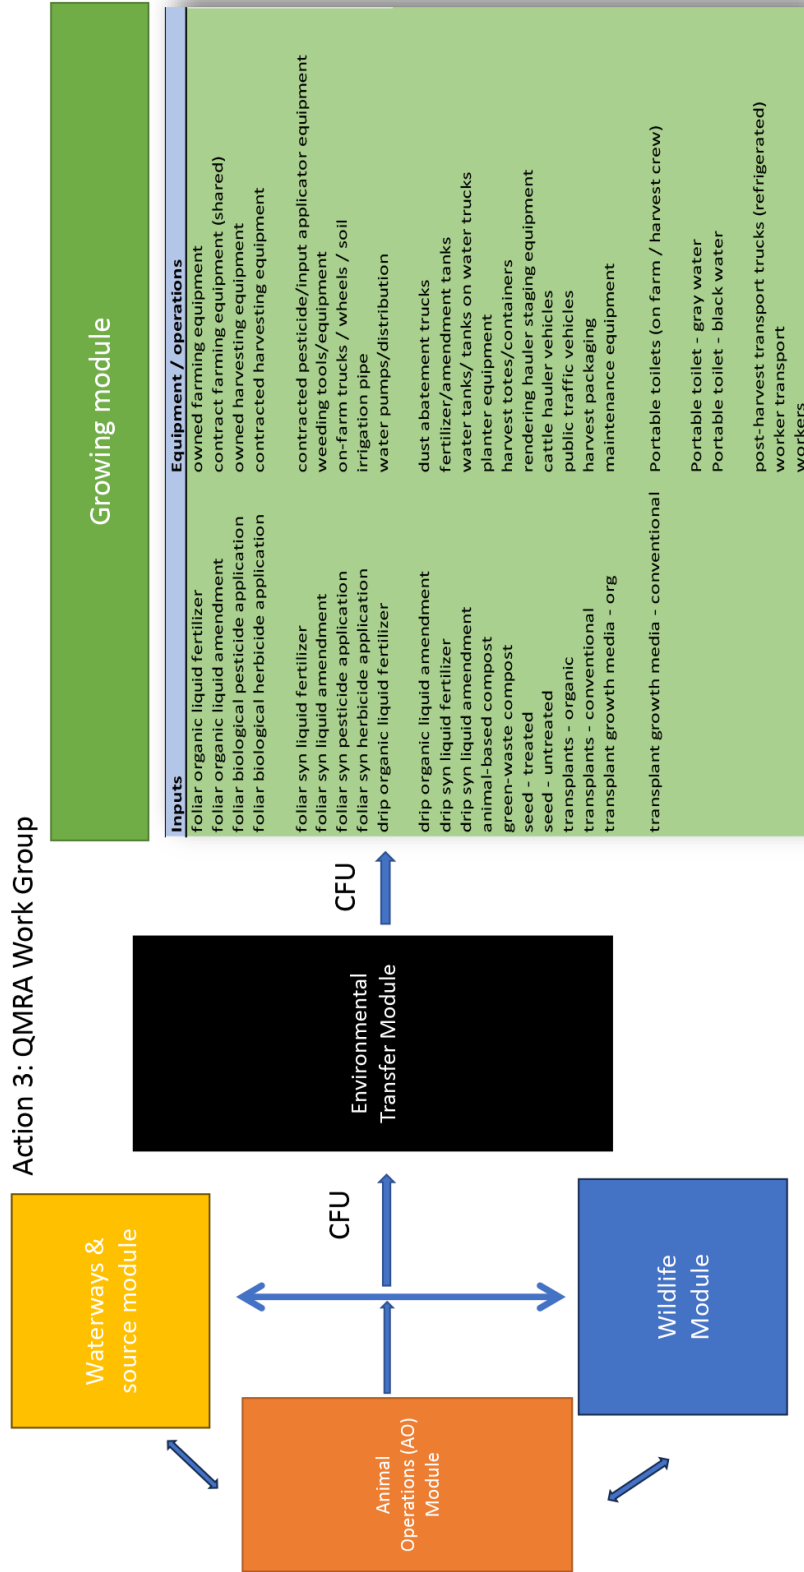 Action 3: QMRA Work Group
Waterways &
source module
Animal
Operations (AO)
Module
Wildlife
Module
CFU
Environmental
Transfer Module
CFU
Growing module
Inputs
foliar organic liquid fertilizer
foliar organic liquid amendment
foliar biological pesticide application
foliar biological herbicide application
foliar syn liquid fertilizer
foliar syn liquid amendment
foliar syn pesticide application
foliar syn herbicide application
drip organic liquid fertilizer
drip organic liquid amendment
drip syn liquid fertilizer
drip syn liquid amendment
animal-based compost
green-waste compost
seed - treated
seed - untreated
transplants - organic
transplants - conventional
transplant growth media - org
transplant growth media - conventional
Equipment / operations
owned farming equipment
contract farming equipment (shared)
owned harvesting equipment
contracted harvesting equipment
contracted pesticide/input applicator equipment
weeding tools/equipment
on-farm trucks / wheels / soil
irrigation pipe
water pumps/distribution
dust abatement trucks
fertilizer/amendment tanks
water tanks/ tanks on water trucks
planter equipment
harvest totes/containers
rendering hauler staging equipment
cattle hauler vehicles
public traffic vehicles
harvest packaging
maintenance equipment
Portable toilets (on farm / harvest crew)
Portable toilet - gray water
Portable toilet - black water
post-harvest transport trucks (refrigerated)
worker transport
workers